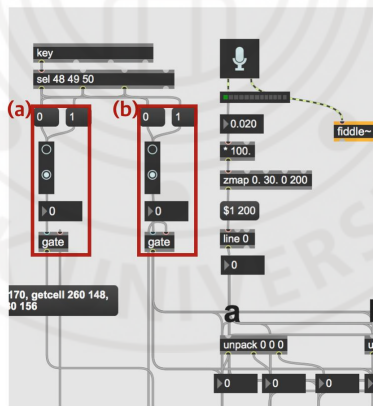 key
sel 48 49 50
(a)
0
1
(b)
0
1
0
0
gate
gate
170, getcell 260 148,
30 156
0.020
* 100.
zmap 0. 30. 0 200
$1 200
line 0
0
fiddle~
a
unpack 0 0 0
u
0
0
0
UNIVERS